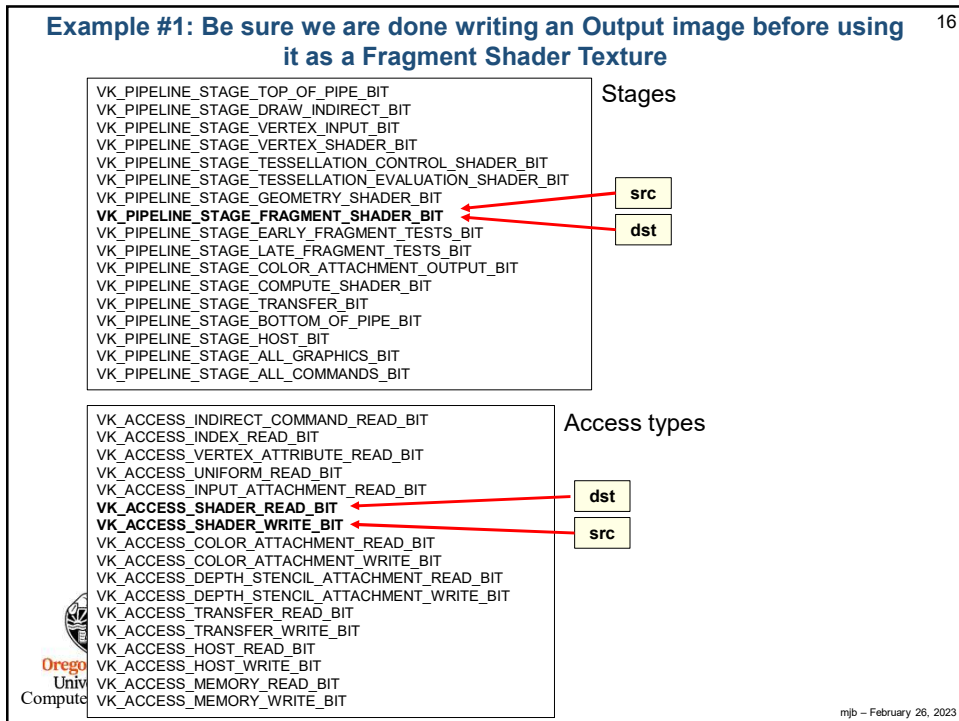 Example #1: Be sure we are done writing an Output image before using
it as a Fragment Shader Texture
16
VK_PIPELINE_STAGE_TOP_OF_PIPE_BIT
VK_PIPELINE_STAGE_DRAW_INDIRECT_BIT
VK_PIPELINE_STAGE_VERTEX_INPUT_BIT
VK_PIPELINE_STAGE_VERTEX_SHADER_BIT
VK_PIPELINE_STAGE_TESSELLATION_CONTROL_SHADER_BIT
VK_PIPELINE_STAGE_TESSELLATION_EVALUATION_SHADER_BIT
VK_PIPELINE_STAGE_GEOMETRY_SHADER_BIT
VK_PIPELINE_STAGE_FRAGMENT_SHADER_BIT
VK_PIPELINE_STAGE_EARLY_FRAGMENT_TESTS_BIT
VK_PIPELINE_STAGE_LATE_FRAGMENT_TESTS_BIT
VK_PIPELINE_STAGE_COLOR_ATTACHMENT_OUTPUT_BIT
VK_PIPELINE_STAGE_COMPUTE_SHADER_BIT
VK_PIPELINE_STAGE_TRANSFER_BIT
VK_PIPELINE_STAGE_BOTTOM_OF_PIPE_BIT
VK_PIPELINE_STAGE_HOST_BIT
VK_PIPELINE_STAGE_ALL_GRAPHICS_BIT
VK_PIPELINE_STAGE_ALL_COMMANDS_BIT
Stages
src
dst
VK_ACCESS_INDIRECT_COMMAND_READ_BIT
VK_ACCESS_INDEX_READ_BIT
VK_ACCESS_VERTEX_ATTRIBUTE_READ_BIT
VK_ACCESS_UNIFORM_READ_BIT
VK_ACCESS_INPUT_ATTACHMENT_READ_BIT
VK_ACCESS_SHADER_READ_BIT
VK_ACCESS_SHADER_WRITE_BIT
VK_ACCESS_COLOR_ATTACHMENT_READ_BIT
VK_ACCESS_COLOR_ATTACHMENT_WRITE_BIT
VK_ACCESS_DEPTH_STENCIL_ATTACHMENT_READ_BIT
VK_ACCESS_DEPTH_STENCIL_ATTACHMENT_WRITE_BIT
VK_ACCESS_TRANSFER_READ_BIT
VK_ACCESS_TRANSFER_WRITE_BIT
VK_ACCESS_HOST_READ_BIT
VK_ACCESS_HOST_WRITE_BIT
VK_ACCESS_MEMORY_READ_BIT
VK_ACCESS_MEMORY_WRITE_BIT
Access types
dst
src
Orego
Univ
Compute
mjb – February 26, 2023